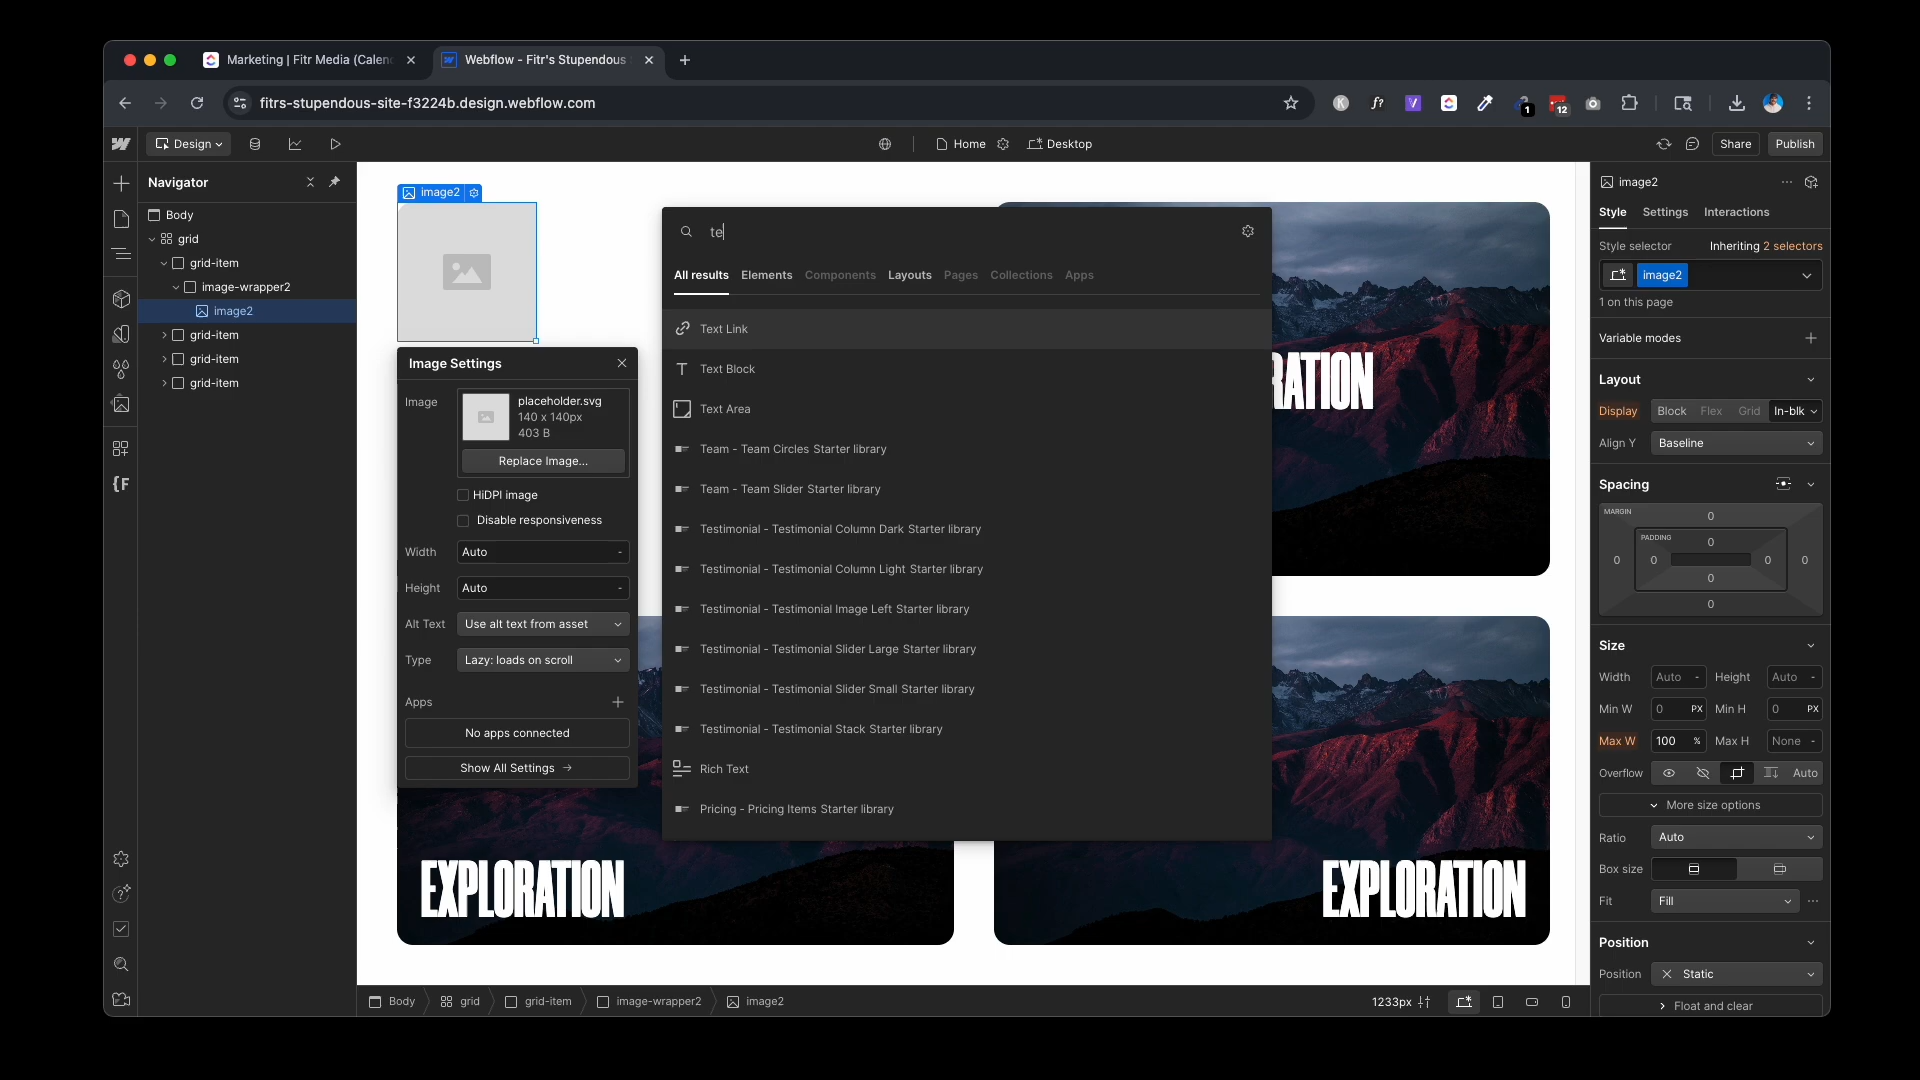 Marketing | Fitr Media (Calen
Webflow - Fitr's Stupendous
fitrs-stupendous-site-f3224b.design.webflow.com
1
12
Design
Home
Desktop
Share
Publish
Navigator
Body
grid
grid-item
image-wrapper2
image2
grid-item
grid-item
grid-item
image2
Image Settings
Image
placeholder.svg
140 x 140px
403 B
Replace Image...
HiDPI image
Disable responsiveness
Width
Auto
-
Height
Auto
-
Alt Text
Use alt text from asset
Type
Lazy: loads on scroll
Apps
No apps connected
Show All Settings
te
All results
Elements
Components
Layouts
Pages
Collections
Apps
Text Link
Text Block
Text Area
Team - Team Circles Starter library
Team - Team Slider Starter library
Testimonial - Testimonial Column Dark Starter library
Testimonial - Testimonial Column Light Starter library
Testimonial - Testimonial Image Left Starter library
Testimonial - Testimonial Slider Large Starter library
Testimonial - Testimonial Slider Small Starter library
Testimonial - Testimonial Stack Starter library
Rich Text
Pricing - Pricing Items Starter library
RATION
EXPLORATION
EXPLORATION
Body
grid
grid-item
image-wrapper2
image2
1233px
image2
Style
Settings
Interactions
Style selector
Inheriting 2 selectors
image2
1 on this page
Variable modes
Layout
Display
Block
Flex
Grid
In-blk
Align Y
Baseline
Spacing
MARGIN
0
PADDING
0
0
0
0
0
0
0
Size
Width
Auto
-
Height
Auto
-
Min W
0
PX
Min H
0
PX
Max W
100
%
Max H
None
-
Overflow
Auto
More size options
Ratio
Auto
Box size
Fit
Fill
Position
Position
Static
Float and clear